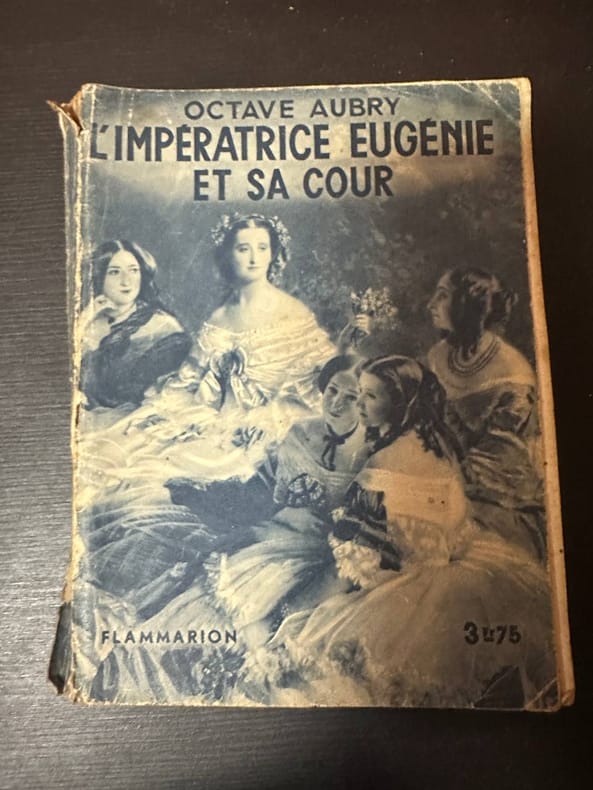 OCTAVE AUBRY
L'IMPÉRATRICE EUGÉNIE
ET SA COUR
FLAMMARION
3 fr 75